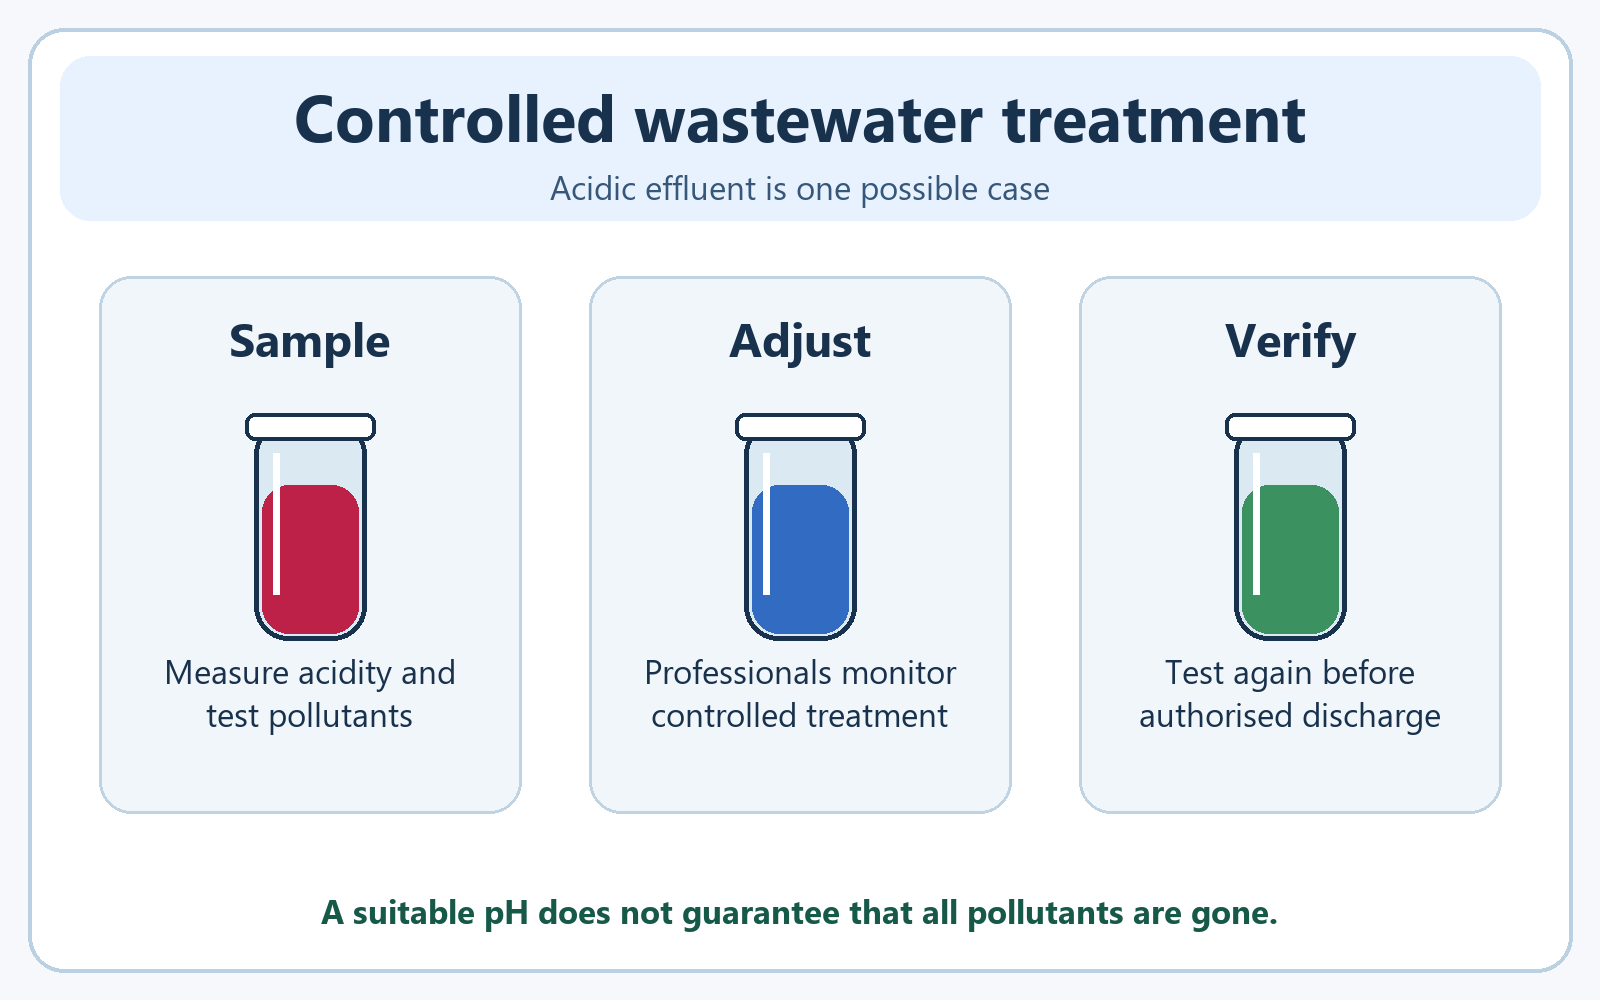 Controlled wastewater treatment
Acidic effluent is one possible case
Sample
Measure acidity and
test pollutants
Adjust
Professionals monitor
controlled treatment
Verify
Test again before
authorised discharge
A suitable pH does not guarantee that all pollutants are gone.